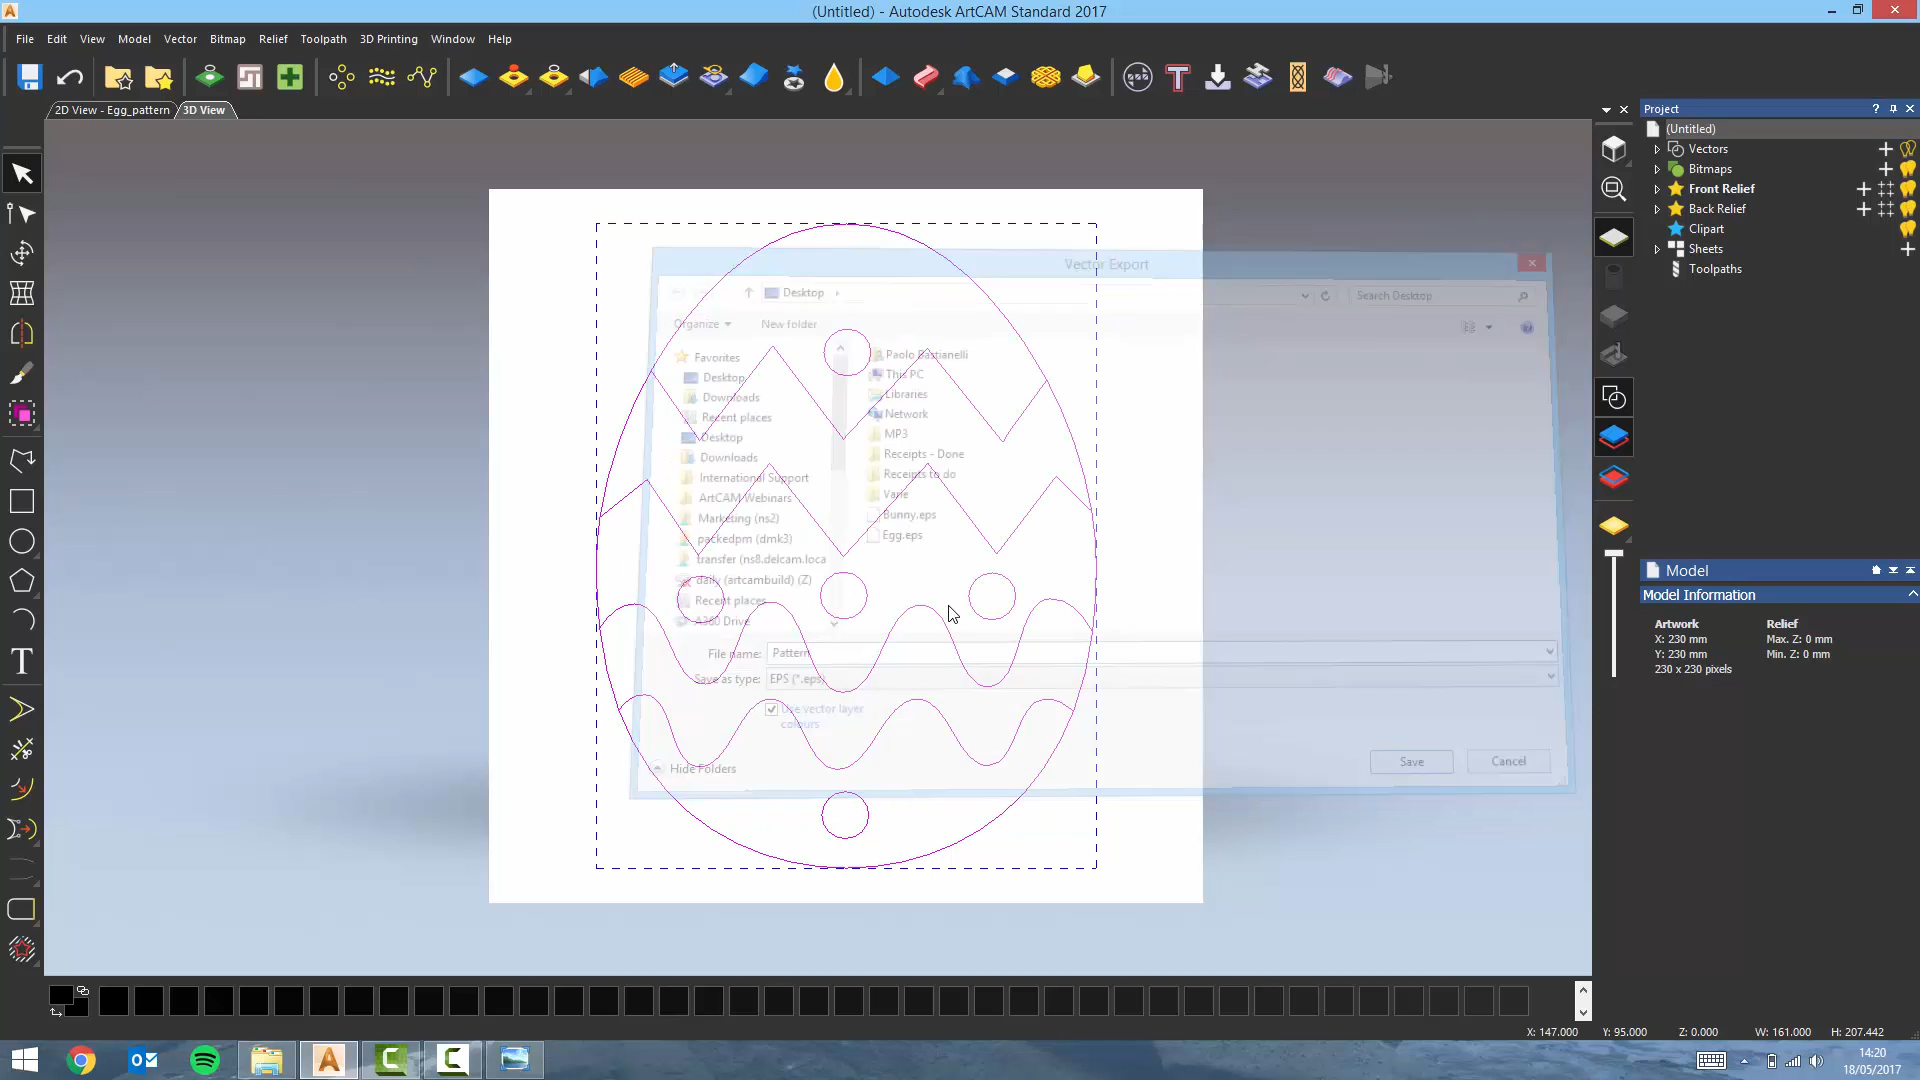 (Untitled) - Autodesk ArtCAM Standard 2017
File Edit View Model Vector Bitmap Relief Toolpath 3D Printing Window Help
2D View - Egg_pattern 3D View
Project
(Untitled)
Vectors
Bitmaps
Front Relief
Back Relief
Clipart
Sheets
Toolpaths
Vector Export
Desktop
Search Desktop
Organize New folder
Favorites
Desktop
Downloads
Recent places
Desktop
Downloads
International Support
ArtCAM Webinars
Marketing (ns2)
packedpm (dmk3)
transfer (ns8.delcam.loca
daily (artcambuild) (Z)
Recent places
A360 Drive
Paolo Bastianelli
This PC
Libraries
Network
MP3
Receipts - Done
Receipts to do
Varie
Bunny.eps
Egg.eps
File name: Pattern
Save as type: EPS (*.eps)
Use vector layer
colours
Hide Folders
Save Cancel
Model
Model Information
Artwork Relief
X: 230 mm Max. Z: 0 mm
Y: 230 mm Min. Z: 0 mm
230 x 230 pixels
X: 147.000 Y: 95.000 Z: 0.000 W: 161.000 H: 207.442
14:20
18/05/2017